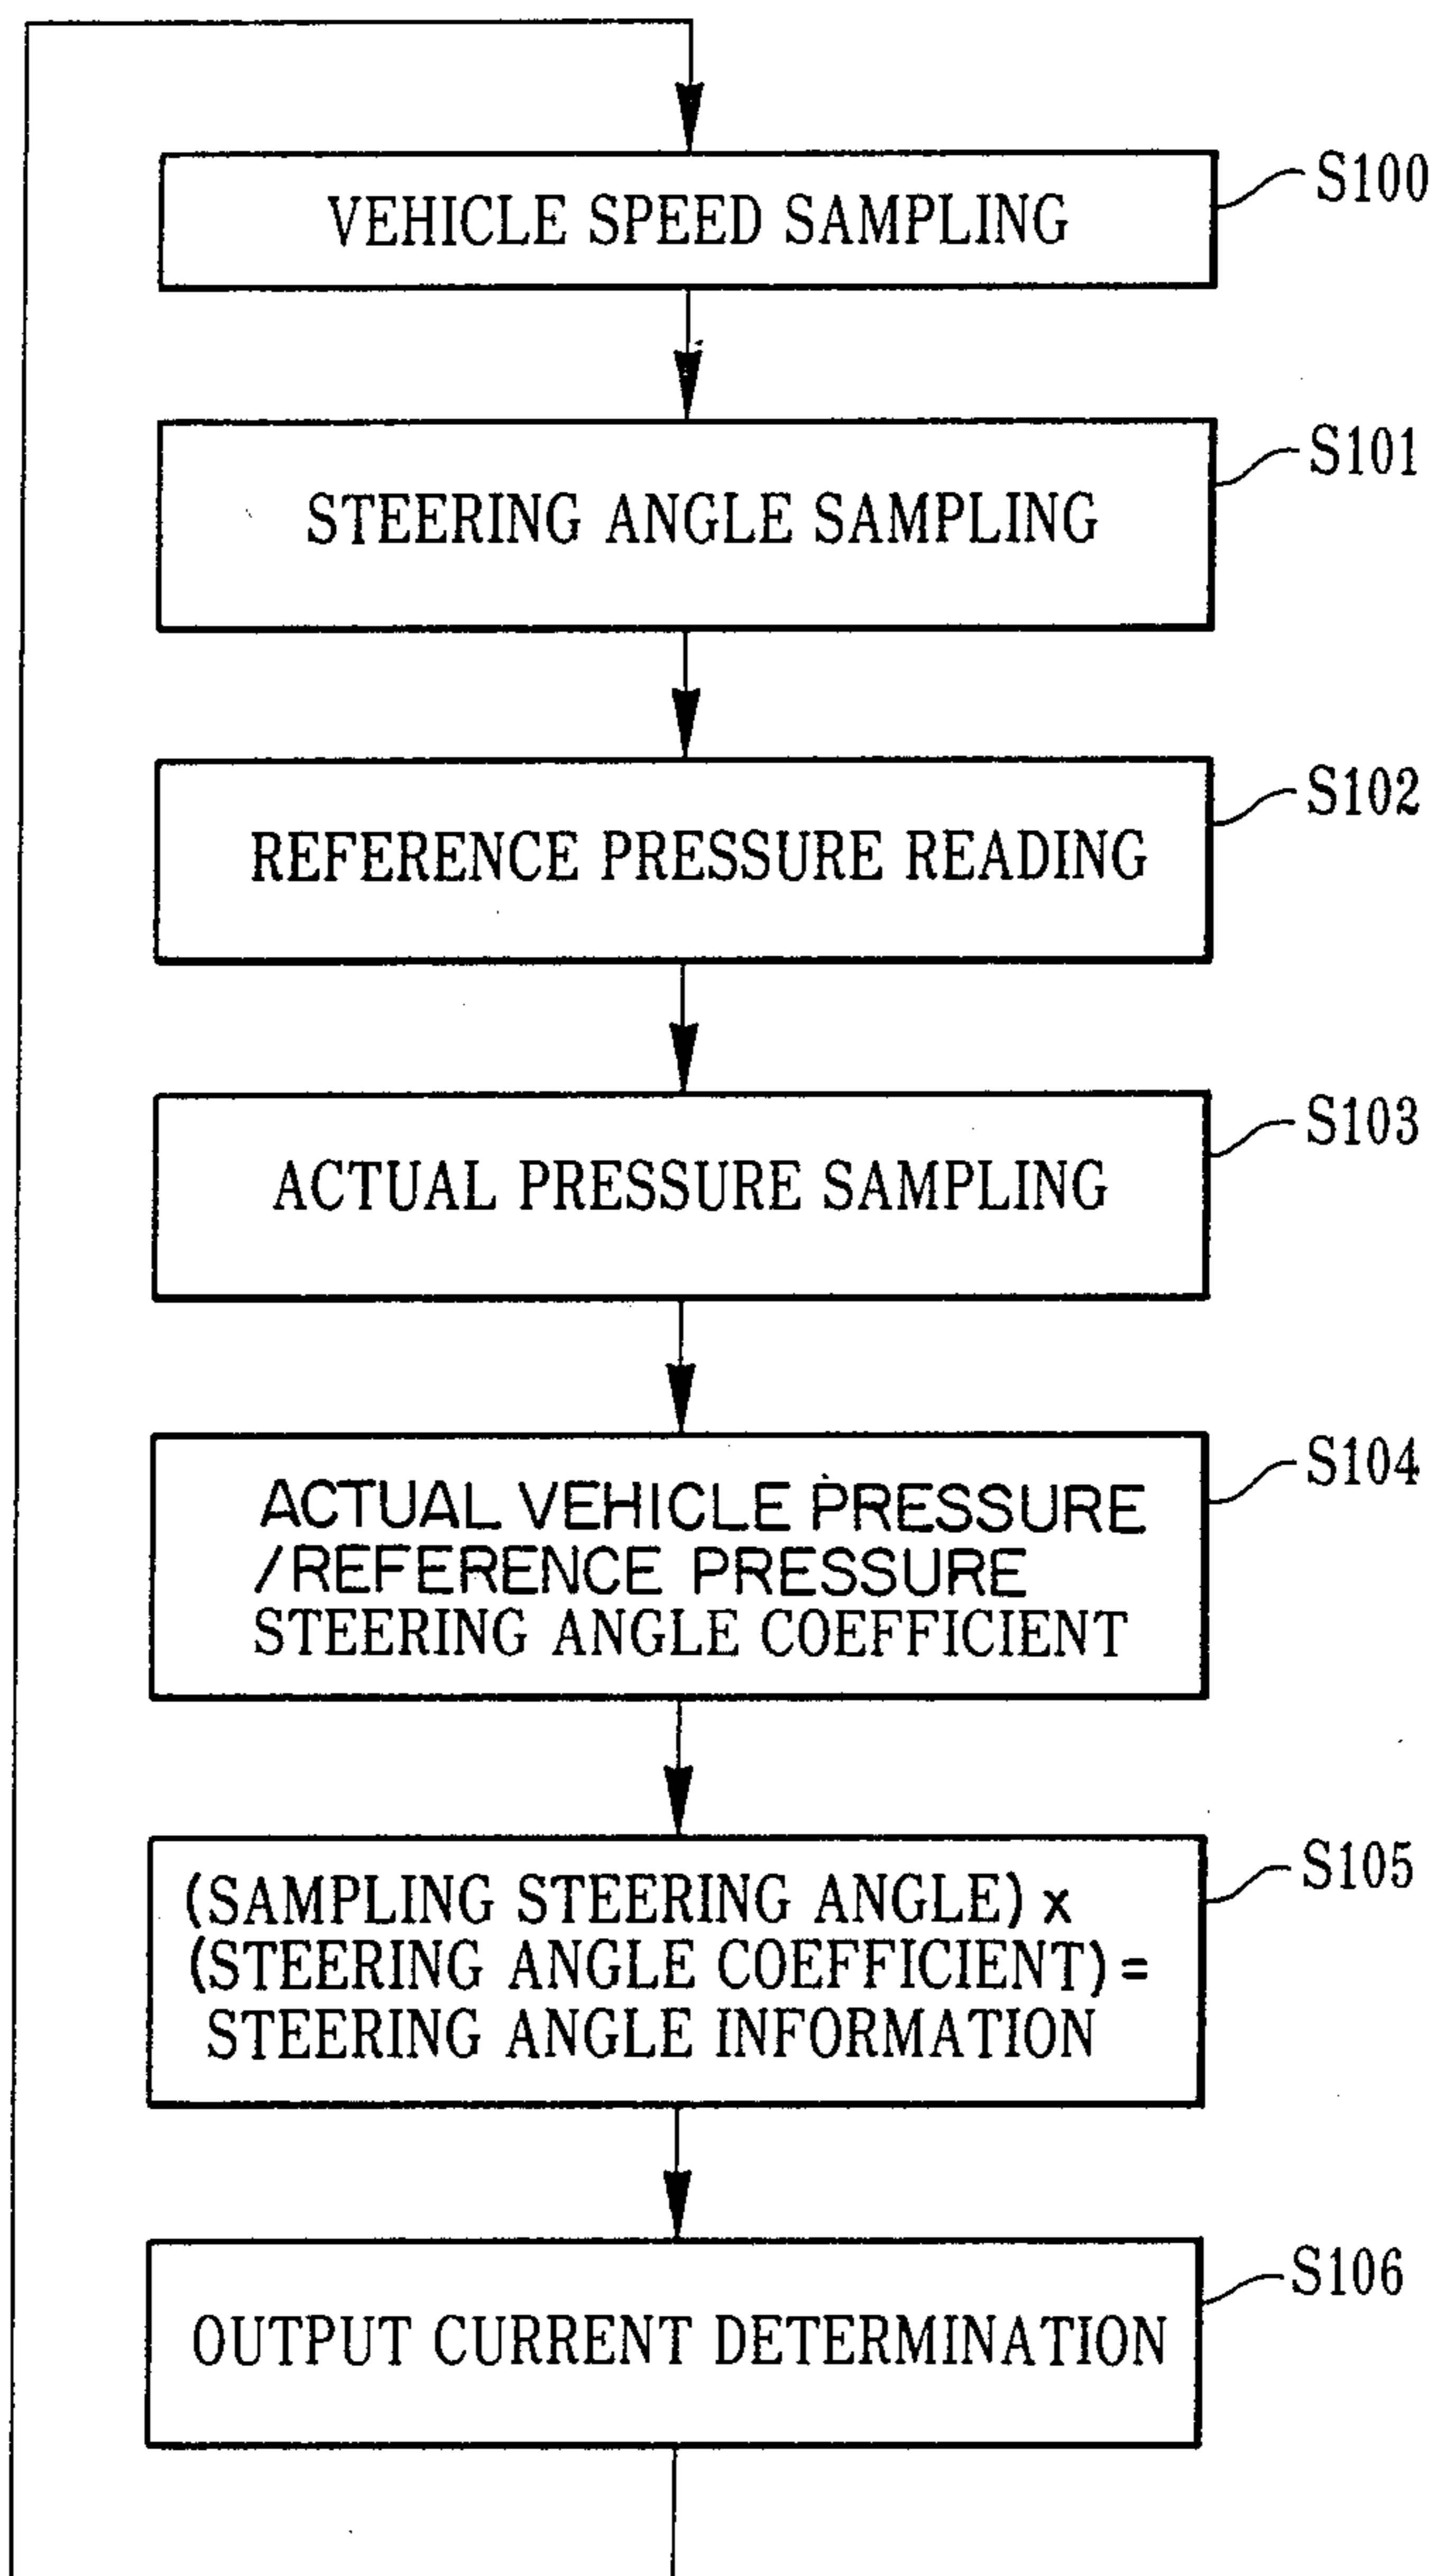 VEHICLE SPEED SAMPLING
S100
STEERING ANGLE SAMPLING
S101
REFERENCE PRESSURE READING
S102
ACTUAL PRESSURE SAMPLING
S103
ACTUAL VEHICLE PRESSURE
/REFERENCE PRESSURE
STEERING ANGLE COEFFICIENT
S104
(SAMPLING STEERING ANGLE) x
(STEERING ANGLE COEFFICIENT) =
STEERING ANGLE INFORMATION
S105
OUTPUT CURRENT DETERMINATION
S106